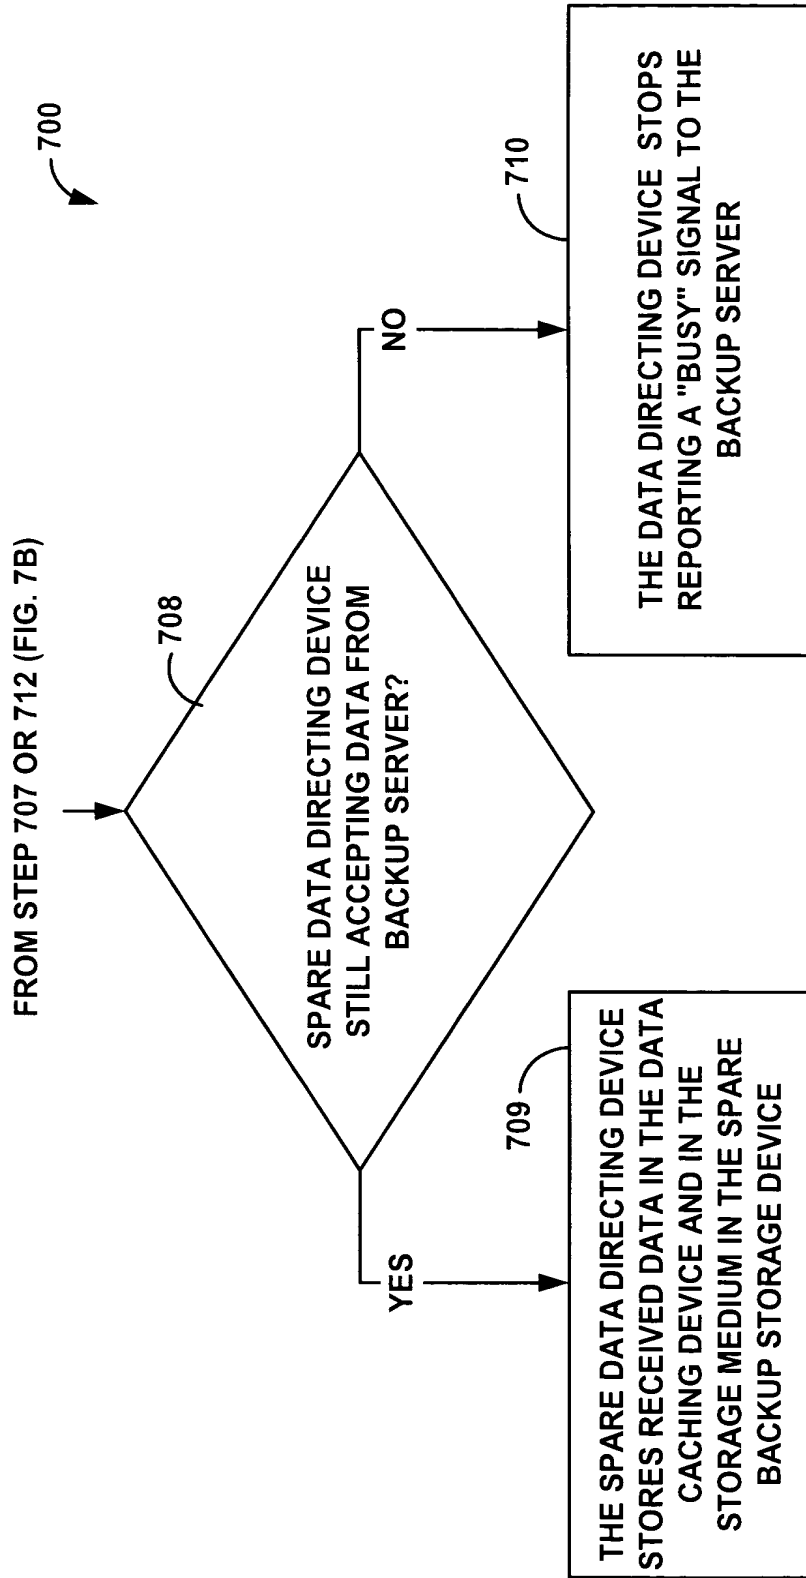 700
FROM STEP 707 OR 712 (FIG. 7B)
708
SPARE DATA DIRECTING DEVICE
STILL ACCEPTING DATA FROM
BACKUP SERVER?
YES
NO
709
THE SPARE DATA DIRECTING DEVICE
STORES RECEIVED DATA IN THE DATA
CACHING DEVICE AND IN THE
STORAGE MEDIUM IN THE SPARE
BACKUP STORAGE DEVICE
710
THE DATA DIRECTING DEVICE STOPS
REPORTING A "BUSY" SIGNAL TO THE
BACKUP SERVER